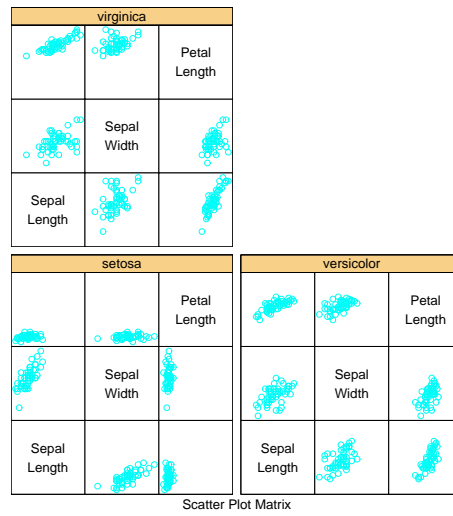 virginica
Petal
Length
Sepal
Width
Sepal
Length
setosa
Petal
Length
Sepal
Width
Sepal
Length
versicolor
Petal
Length
Sepal
Width
Sepal
Length
Scatter Plot Matrix